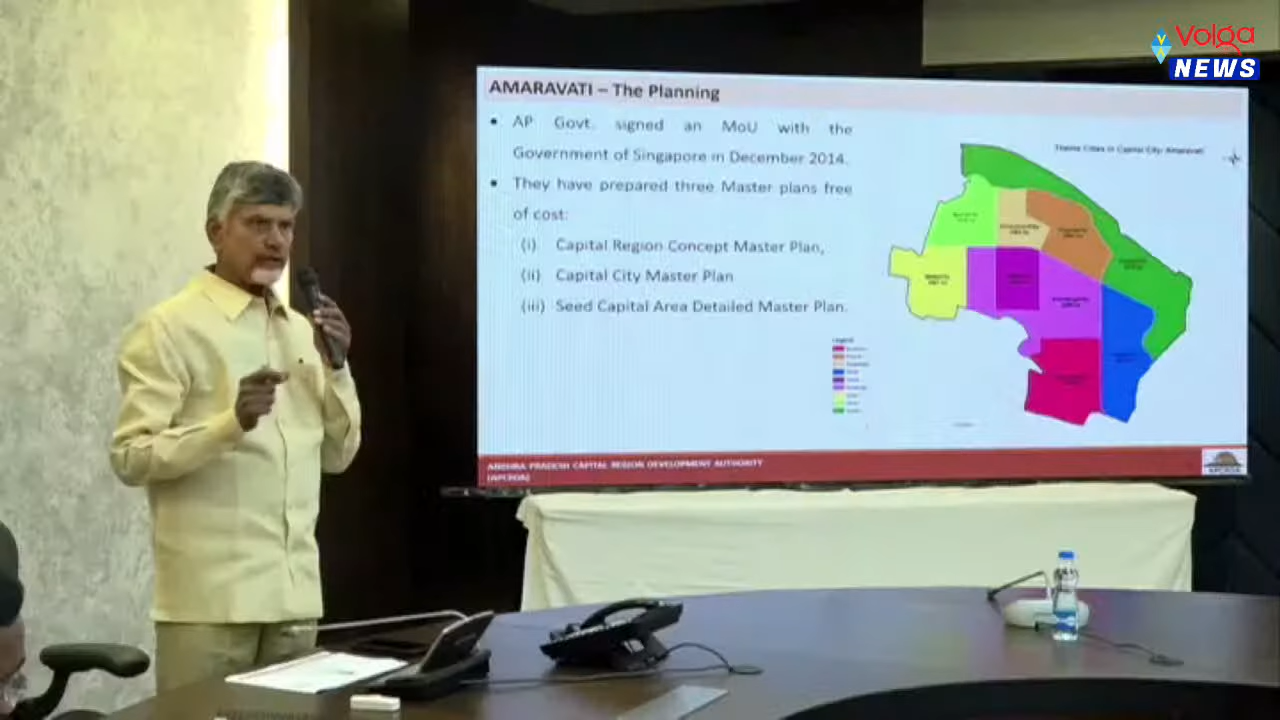 Volga
NEWS
AMARAVATI – The Planning
• AP Govt. signed an MoU with the
Government of Singapore in December 2014.
• They have prepared three Master plans free
of cost:
(i) Capital Region Concept Master Plan,
(ii) Capital City Master Plan
(iii) Seed Capital Area Detailed Master Plan.
Theme Cities in Capital City: Amaravati
Legend
ANDHRA PRADESH CAPITAL REGION DEVELOPMENT AUTHORITY
(APCRDA)
APCRDA